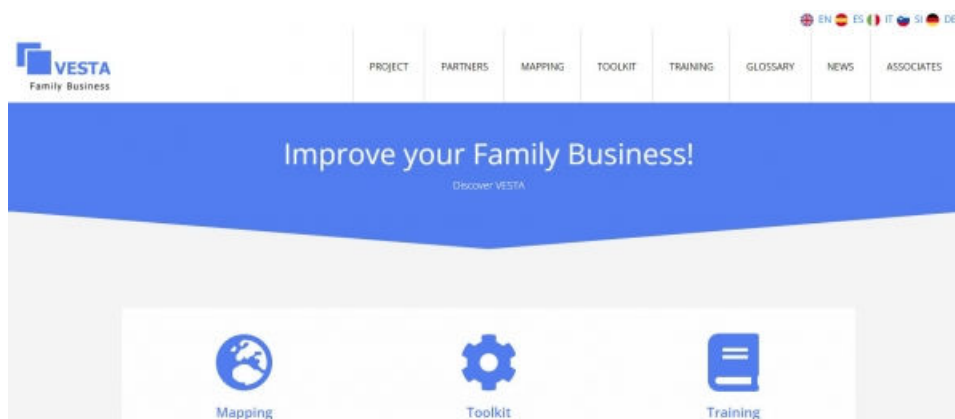 EN ES IT SI DE
VESTA
Family Business
PROJECT PARTNERS MAPPING TOOLKIT TRAINING GLOSSARY NEWS ASSOCIATES
Improve your Family Business!
Discover VESTA
Mapping Toolkit Training